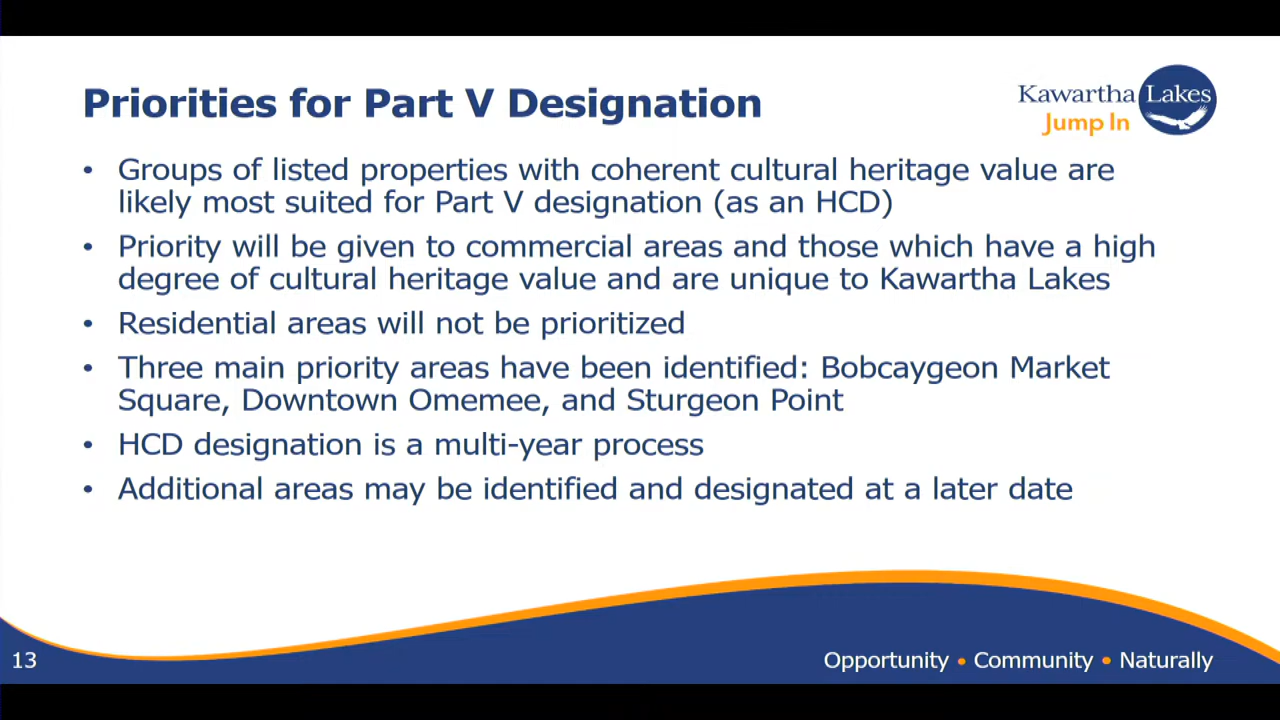 Priorities for Part V Designation
Kawartha Lakes
Jump In
• Groups of listed properties with coherent cultural heritage value are
likely most suited for Part V designation (as an HCD)
• Priority will be given to commercial areas and those which have a high
degree of cultural heritage value and are unique to Kawartha Lakes
• Residential areas will not be prioritized
• Three main priority areas have been identified: Bobcaygeon Market
Square, Downtown Omemee, and Sturgeon Point
• HCD designation is a multi-year process
• Additional areas may be identified and designated at a later date
13
Opportunity • Community • Naturally